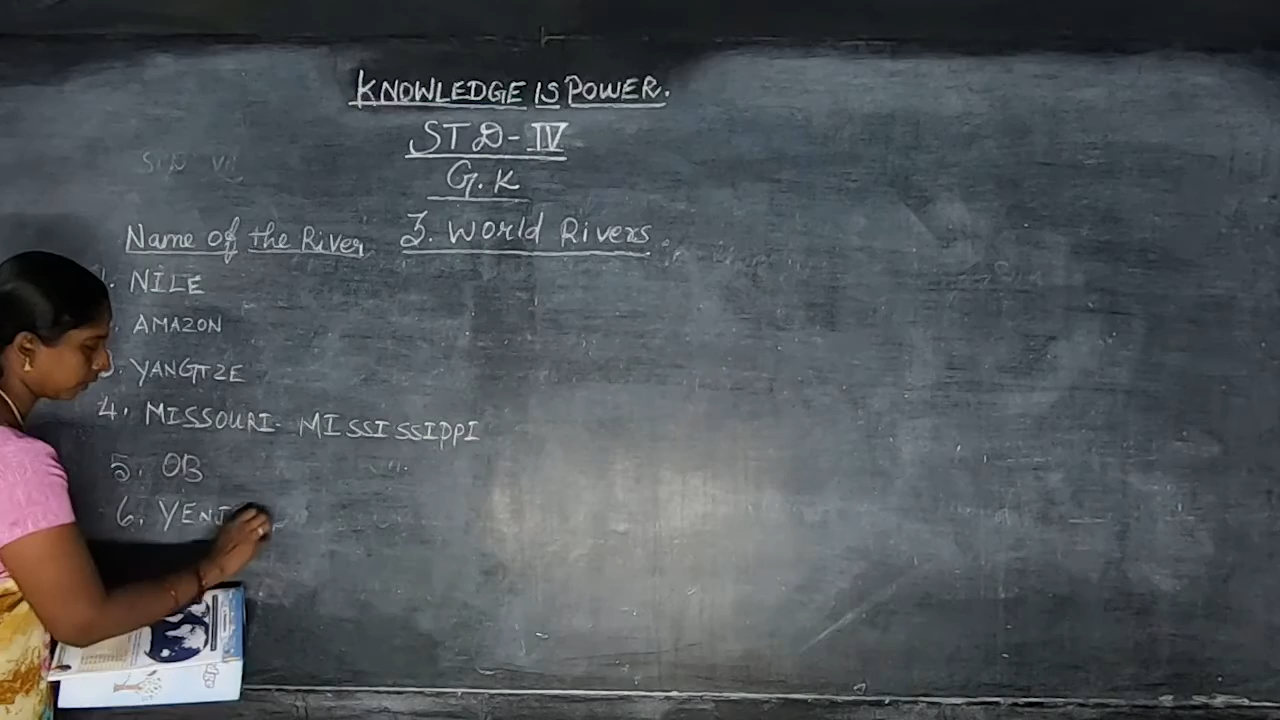 KNOWLEDGE IS POWER.
STD-IV
G.K
3. World Rivers
Name of the River
NILE
AMAZON
YANGTZE
4. MISSOURI- MISSISSIPPI
5. OB
6.